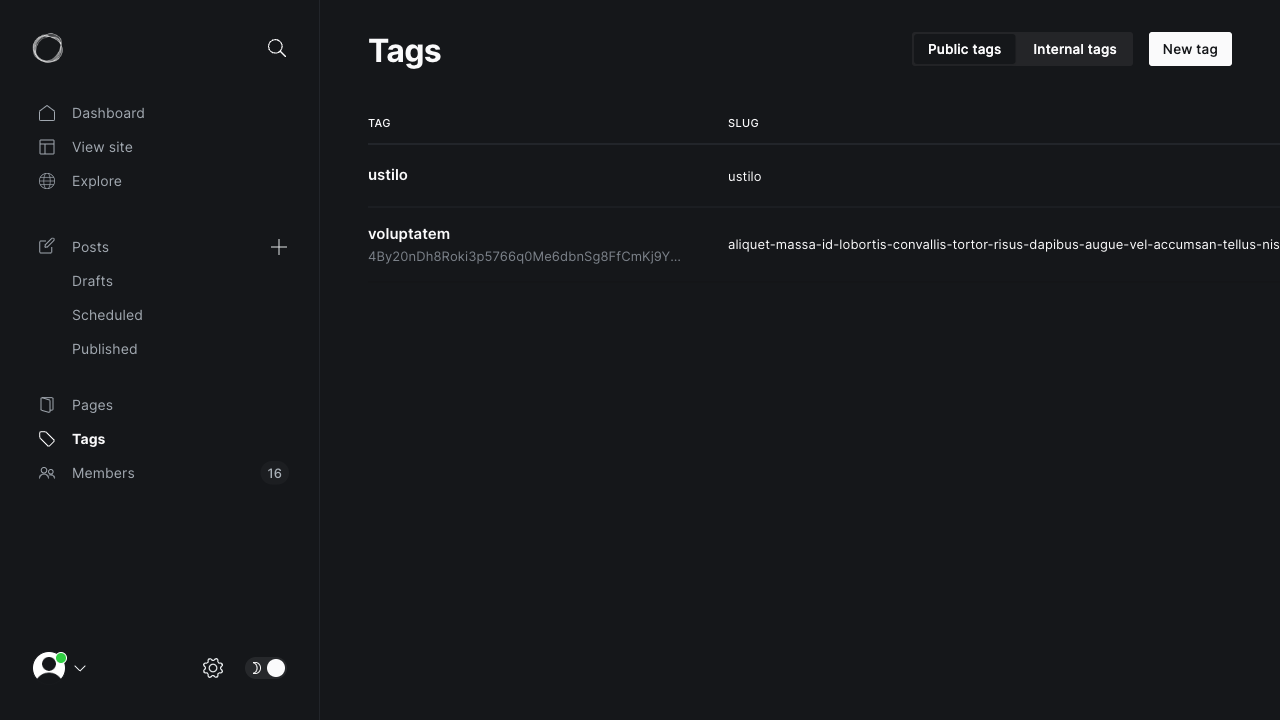 Tags
Public tags
Internal tags
New tag
Dashboard
View site
Explore
Posts
Drafts
Scheduled
Published
Pages
Tags
Members
16
TAG
SLUG
ustilo
ustilo
voluptatem
4By20nDh8Roki3p5766q0Me6dbnSg8FfCmKj9Y...
aliquet-massa-id-lobortis-convallis-tortor-risus-dapibus-augue-vel-accumsan-tellus-nis